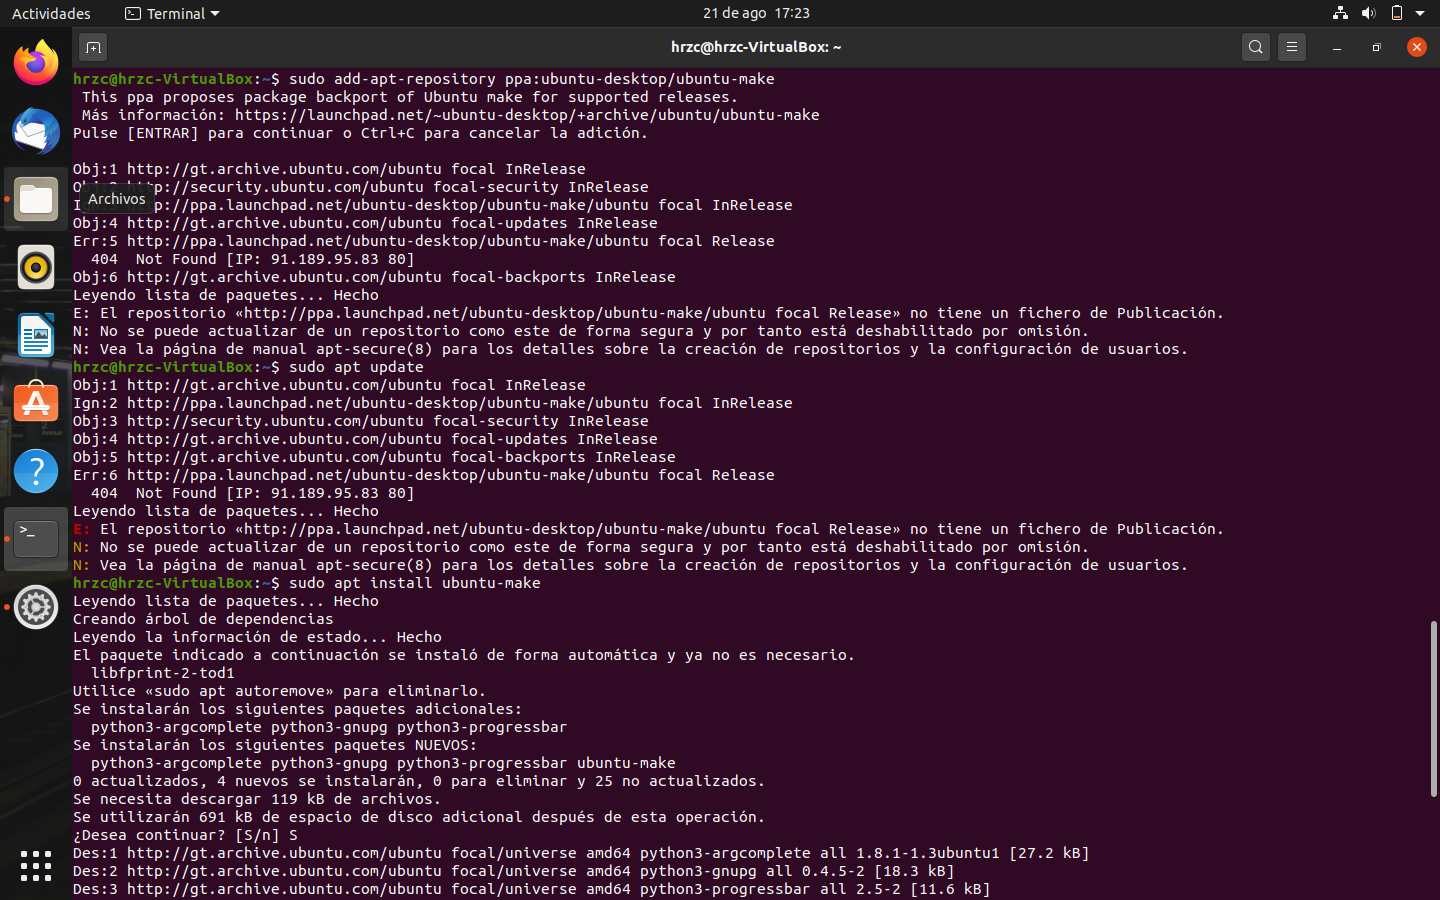 Actividades
Terminal
21 de ago 17:23
hrzc@hrzc-VirtualBox: ~
hrzc@hrzc-VirtualBox:~$ sudo add-apt-repository ppa:ubuntu-desktop/ubuntu-make
This ppa proposes package backport of Ubuntu make for supported releases.
Más información: https://launchpad.net/~ubuntu-desktop/+archive/ubuntu/ubuntu-make
Pulse [ENTRAR] para continuar o Ctrl+C para cancelar la adición.
Obj:1 http://gt.archive.ubuntu.com/ubuntu focal InRelease
Obj:2 http://security.ubuntu.com/ubuntu focal-security InRelease
Archivos
p://ppa.launchpad.net/ubuntu-desktop/ubuntu-make/ubuntu focal InRelease
Obj:4 http://gt.archive.ubuntu.com/ubuntu focal-updates InRelease
Err:5 http://ppa.launchpad.net/ubuntu-desktop/ubuntu-make/ubuntu focal Release
404 Not Found [IP: 91.189.95.83 80]
Obj:6 http://gt.archive.ubuntu.com/ubuntu focal-backports InRelease
Leyendo lista de paquetes... Hecho
E: El repositorio «http://ppa.launchpad.net/ubuntu-desktop/ubuntu-make/ubuntu focal Release» no tiene un fichero de Publicación.
N: No se puede actualizar de un repositorio como este de forma segura y por tanto está deshabilitado por omisión.
N: Vea la página de manual apt-secure(8) para los detalles sobre la creación de repositorios y la configuración de usuarios.
hrzc@hrzc-VirtualBox:~$ sudo apt update
Obj:1 http://gt.archive.ubuntu.com/ubuntu focal InRelease
Ign:2 http://ppa.launchpad.net/ubuntu-desktop/ubuntu-make/ubuntu focal InRelease
Obj:3 http://security.ubuntu.com/ubuntu focal-security InRelease
Obj:4 http://gt.archive.ubuntu.com/ubuntu focal-updates InRelease
Obj:5 http://gt.archive.ubuntu.com/ubuntu focal-backports InRelease
Err:6 http://ppa.launchpad.net/ubuntu-desktop/ubuntu-make/ubuntu focal Release
404 Not Found [IP: 91.189.95.83 80]
Leyendo lista de paquetes... Hecho
E: El repositorio «http://ppa.launchpad.net/ubuntu-desktop/ubuntu-make/ubuntu focal Release» no tiene un fichero de Publicación.
N: No se puede actualizar de un repositorio como este de forma segura y por tanto está deshabilitado por omisión.
N: Vea la página de manual apt-secure(8) para los detalles sobre la creación de repositorios y la configuración de usuarios.
hrzc@hrzc-VirtualBox:~$ sudo apt install ubuntu-make
Leyendo lista de paquetes... Hecho
Creando árbol de dependencias
Leyendo la información de estado... Hecho
El paquete indicado a continuación se instaló de forma automática y ya no es necesario.
libfprint-2-tod1
Utilice «sudo apt autoremove» para eliminarlo.
Se instalarán los siguientes paquetes adicionales:
python3-argcomplete python3-gnupg python3-progressbar
Se instalarán los siguientes paquetes NUEVOS:
python3-argcomplete python3-gnupg python3-progressbar ubuntu-make
0 actualizados, 4 nuevos se instalarán, 0 para eliminar y 25 no actualizados.
Se necesita descargar 119 kB de archivos.
Se utilizarán 691 kB de espacio de disco adicional después de esta operación.
¿Desea continuar? [S/n] S
Des:1 http://gt.archive.ubuntu.com/ubuntu focal/universe amd64 python3-argcomplete all 1.8.1-1.3ubuntu1 [27.2 kB]
Des:2 http://gt.archive.ubuntu.com/ubuntu focal/universe amd64 python3-gnupg all 0.4.5-2 [18.3 kB]
Des:3 http://gt.archive.ubuntu.com/ubuntu focal/universe amd64 python3-progressbar all 2.5-2 [11.6 kB]